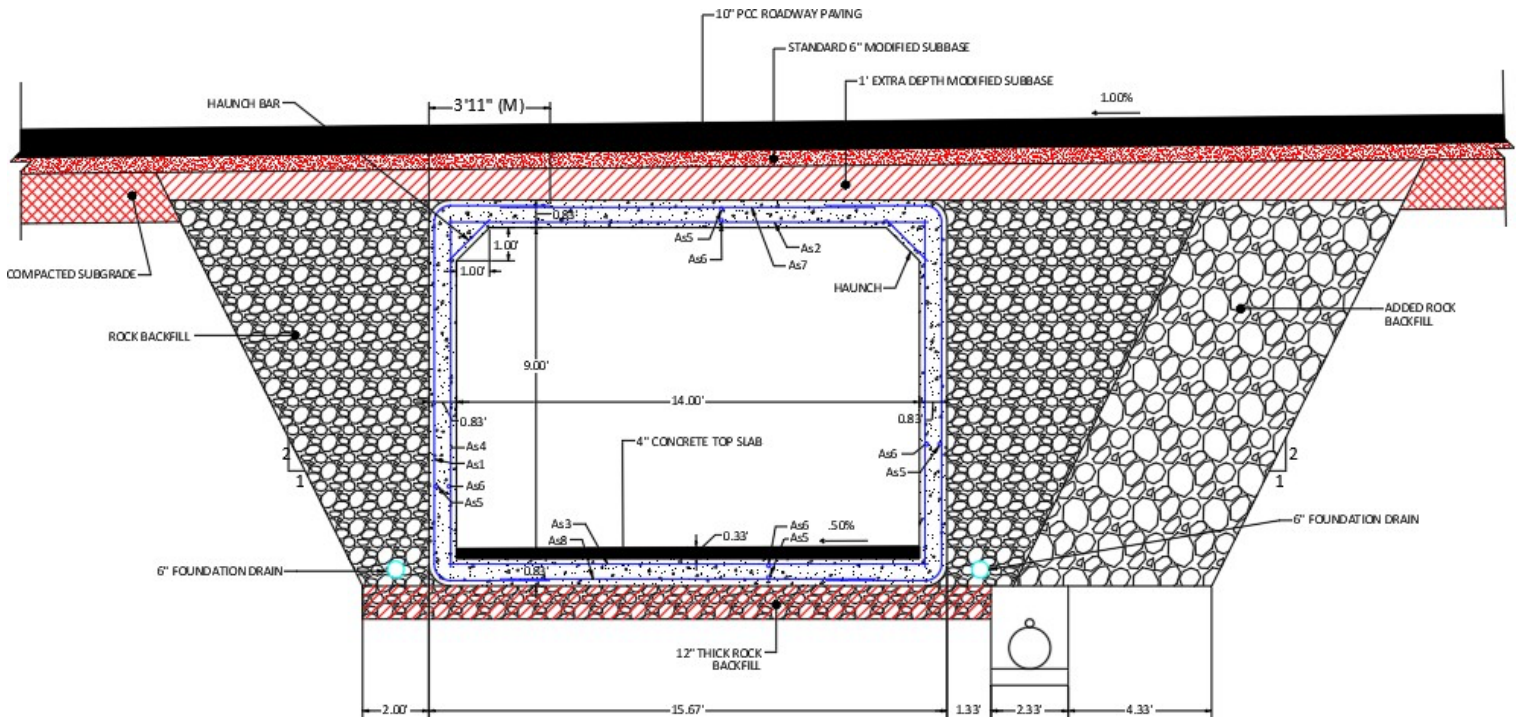 10" PCC ROADWAY PAVING
STANDARD 6" MODIFIED SUBBASE
1' EXTRA DEPTH MODIFIED SUBBASE
HAUNCH BAR
3'11" (M)
1.00%
0.83'
1.00'
1.00'
As5
As6
As2
As7
HAUNCH
COMPACTED SUBGRADE
ROCK BACKFILL
ADDED ROCK
BACKFILL
9.00'
14.00'
0.83'
0.83'
4" CONCRETE TOP SLAB
As4
As1
As6
As5
As6
As5
2
1
2
1
As3
As8
0.33'
As6
As5
.50%
6" FOUNDATION DRAIN
6" FOUNDATION DRAIN
0.83'
12" THICK ROCK
BACKFILL
2.00'
15.67'
1.33'
2.33'
4.33'